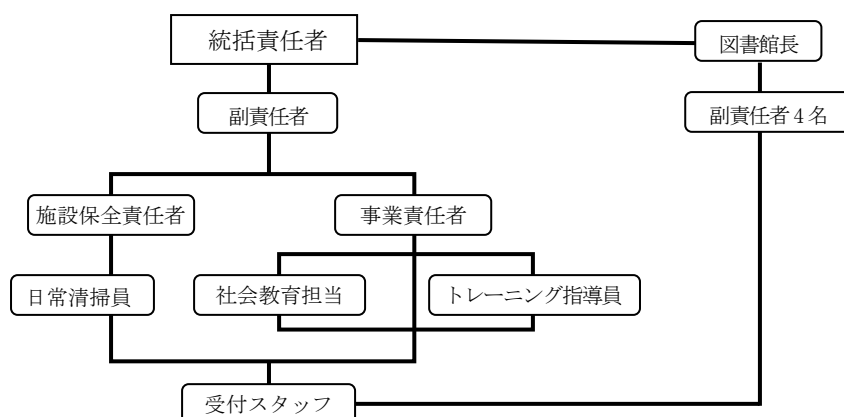 統括責任者
図書館長
副責任者
副責任者４名
施設保全責任者
事業責任者
日常清掃員
社会教育担当
トレーニング指導員
受付スタッフ